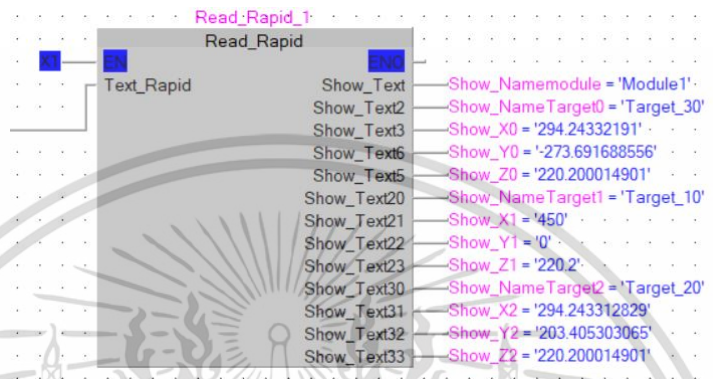 Read_Rapid_1
Read_Rapid
X1 EN ENO
Text_Rapid Show_Text Show_Namemodule = 'Module1'
Show_Text2 Show_NameTarget0 = 'Target_30'
Show_Text3 Show_X0 = '294.24332191'
Show_Text6 Show_Y0 = '-273.691688556'
Show_Text5 Show_Z0 = '220.200014901'
Show_Text20 Show_NameTarget1 = 'Target_10'
Show_Text21 Show_X1 = '450'
Show_Text22 Show_Y1 = '0'
Show_Text23 Show_Z1 = '220.2'
Show_Text30 Show_NameTarget2 = 'Target_20'
Show_Text31 Show_X2 = '294.243312829'
Show_Text32 Show_Y2 = '203.405303065'
Show_Text33 Show_Z2 = '220.200014901'